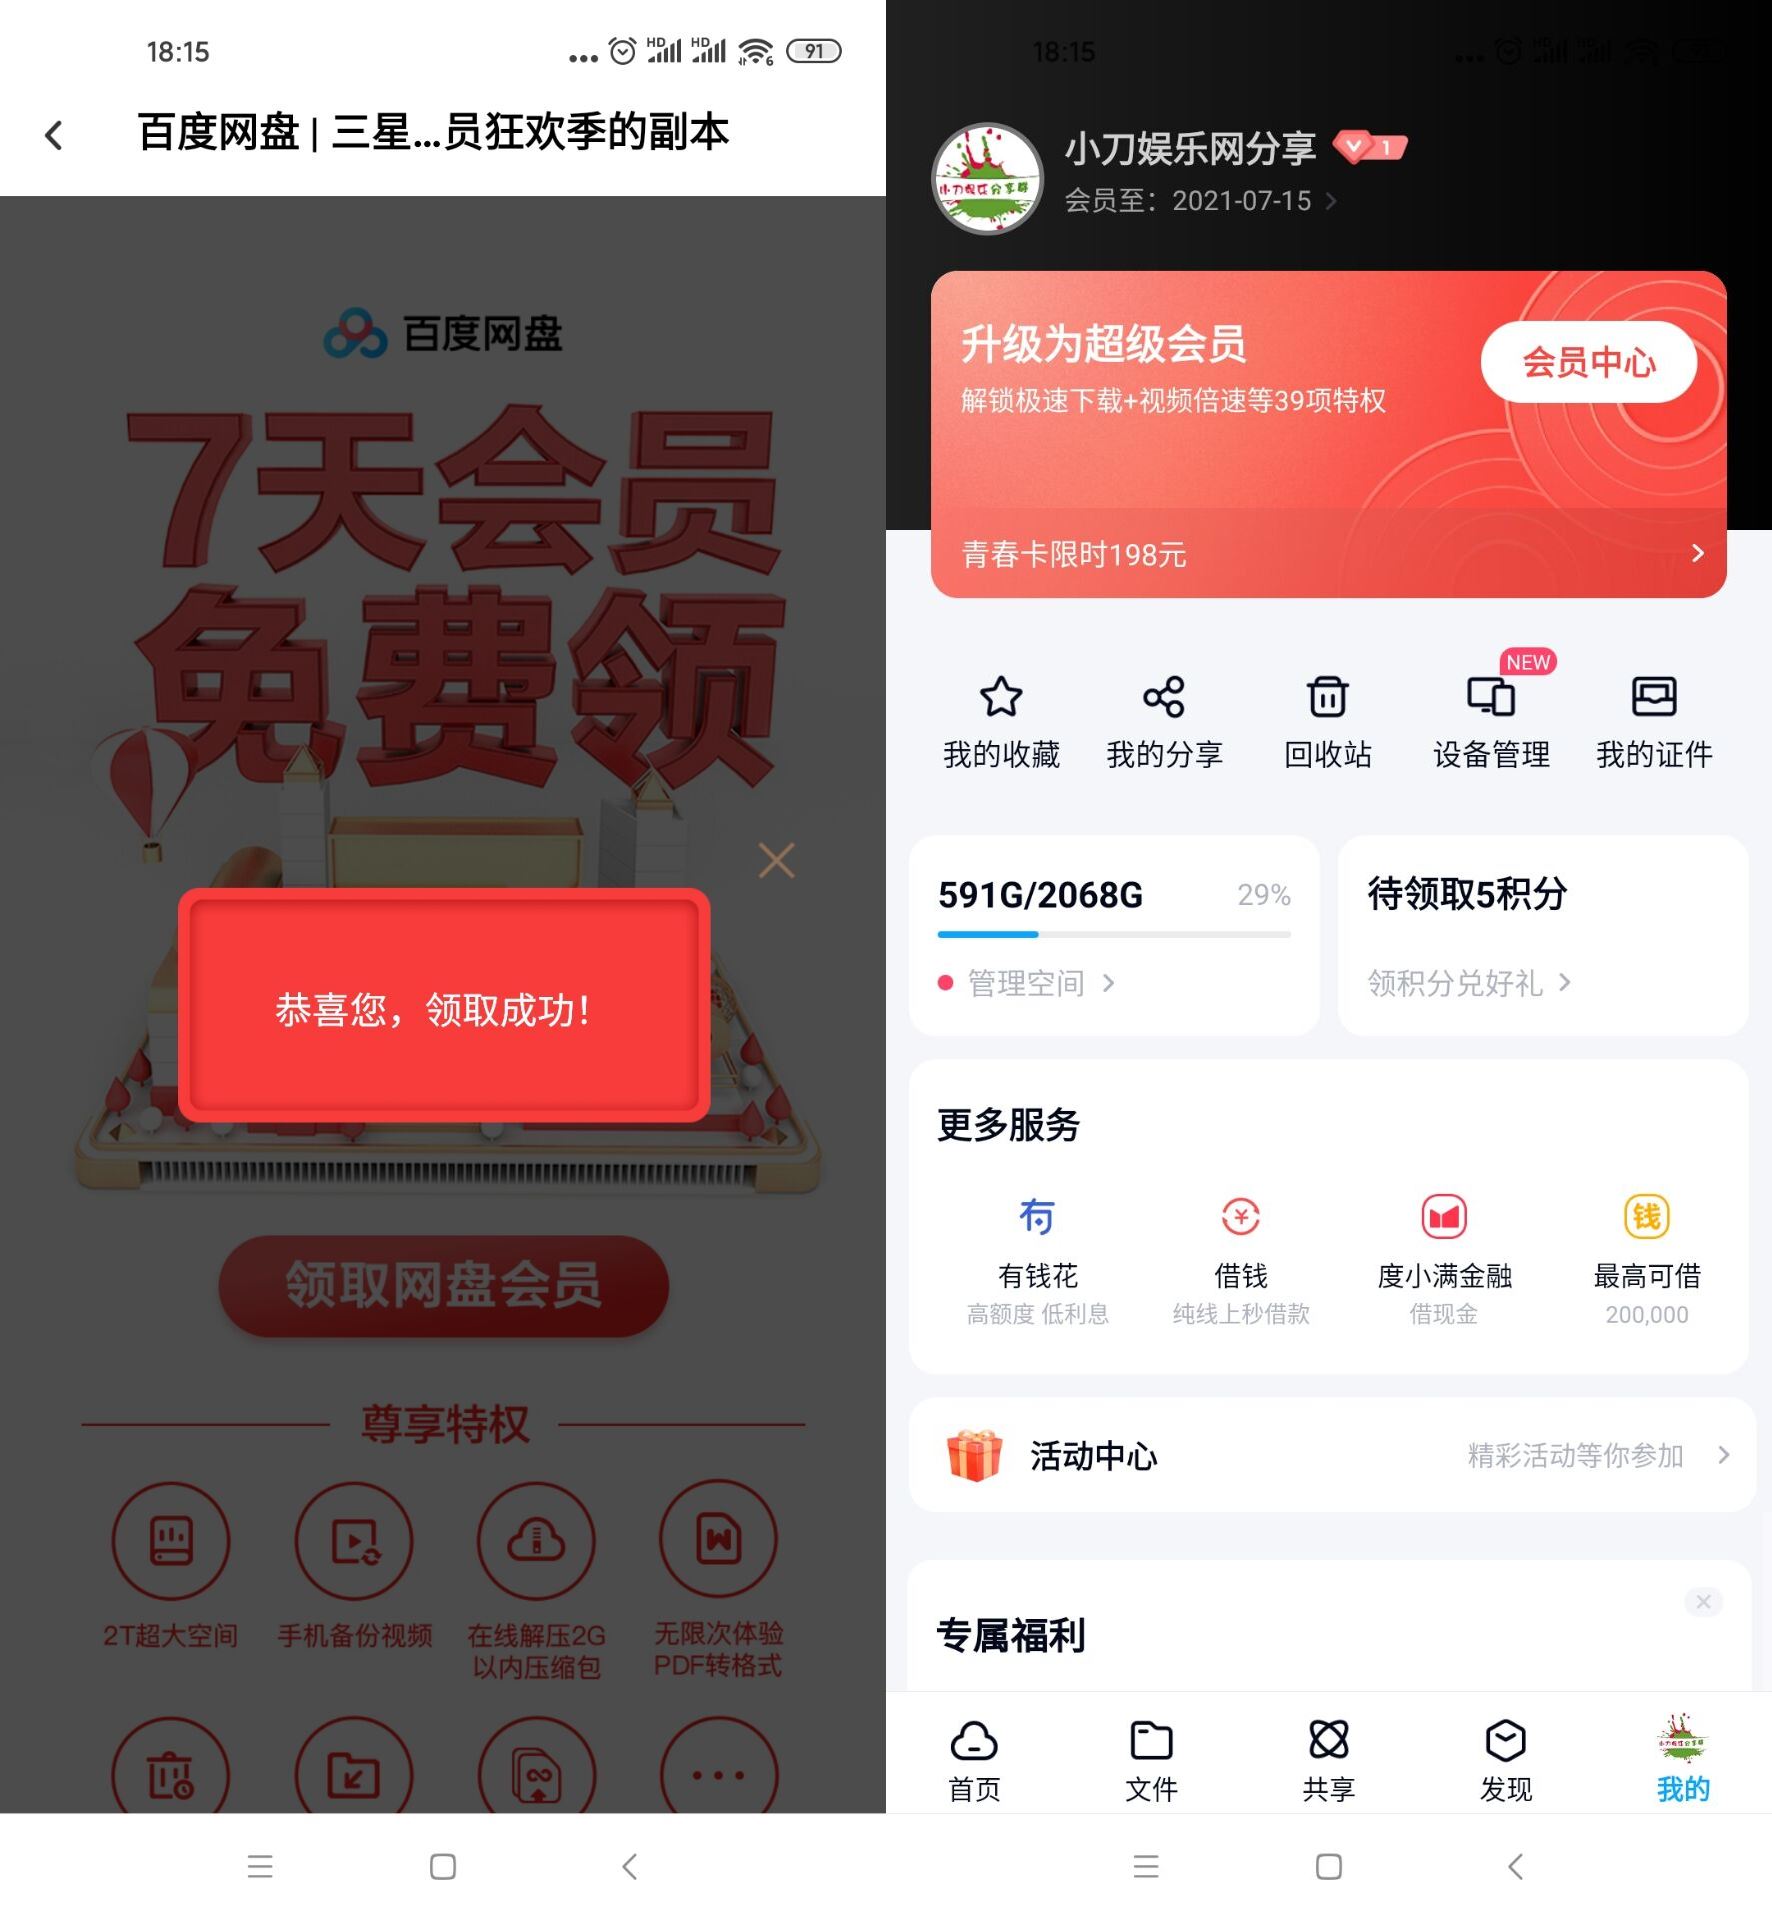 18:15
HD HD 6 91
百度网盘 | 三星...员狂欢季的副本
百度网盘
7天会员
免费领
恭喜您，领取成功！
领取网盘会员
尊享特权
2T超大空间
手机备份视频
在线解压2G
以内压缩包
无限次体验
PDF转格式
18:15
小刀娱乐网分享 1
会员至：2021-07-15
小刀娱乐分享群
升级为超级会员
解锁极速下载+视频倍速等39项特权
会员中心
青春卡限时198元
NEW
我的收藏
我的分享
回收站
设备管理
我的证件
591G/2068G 29%
管理空间
待领取5积分
领积分兑好礼
更多服务
有钱花
高额度 低利息
借钱
纯线上秒借款
度小满金融
借现金
钱
最高可借
200,000
活动中心 精彩活动等你参加
专属福利
首页
文件
共享
发现
我的